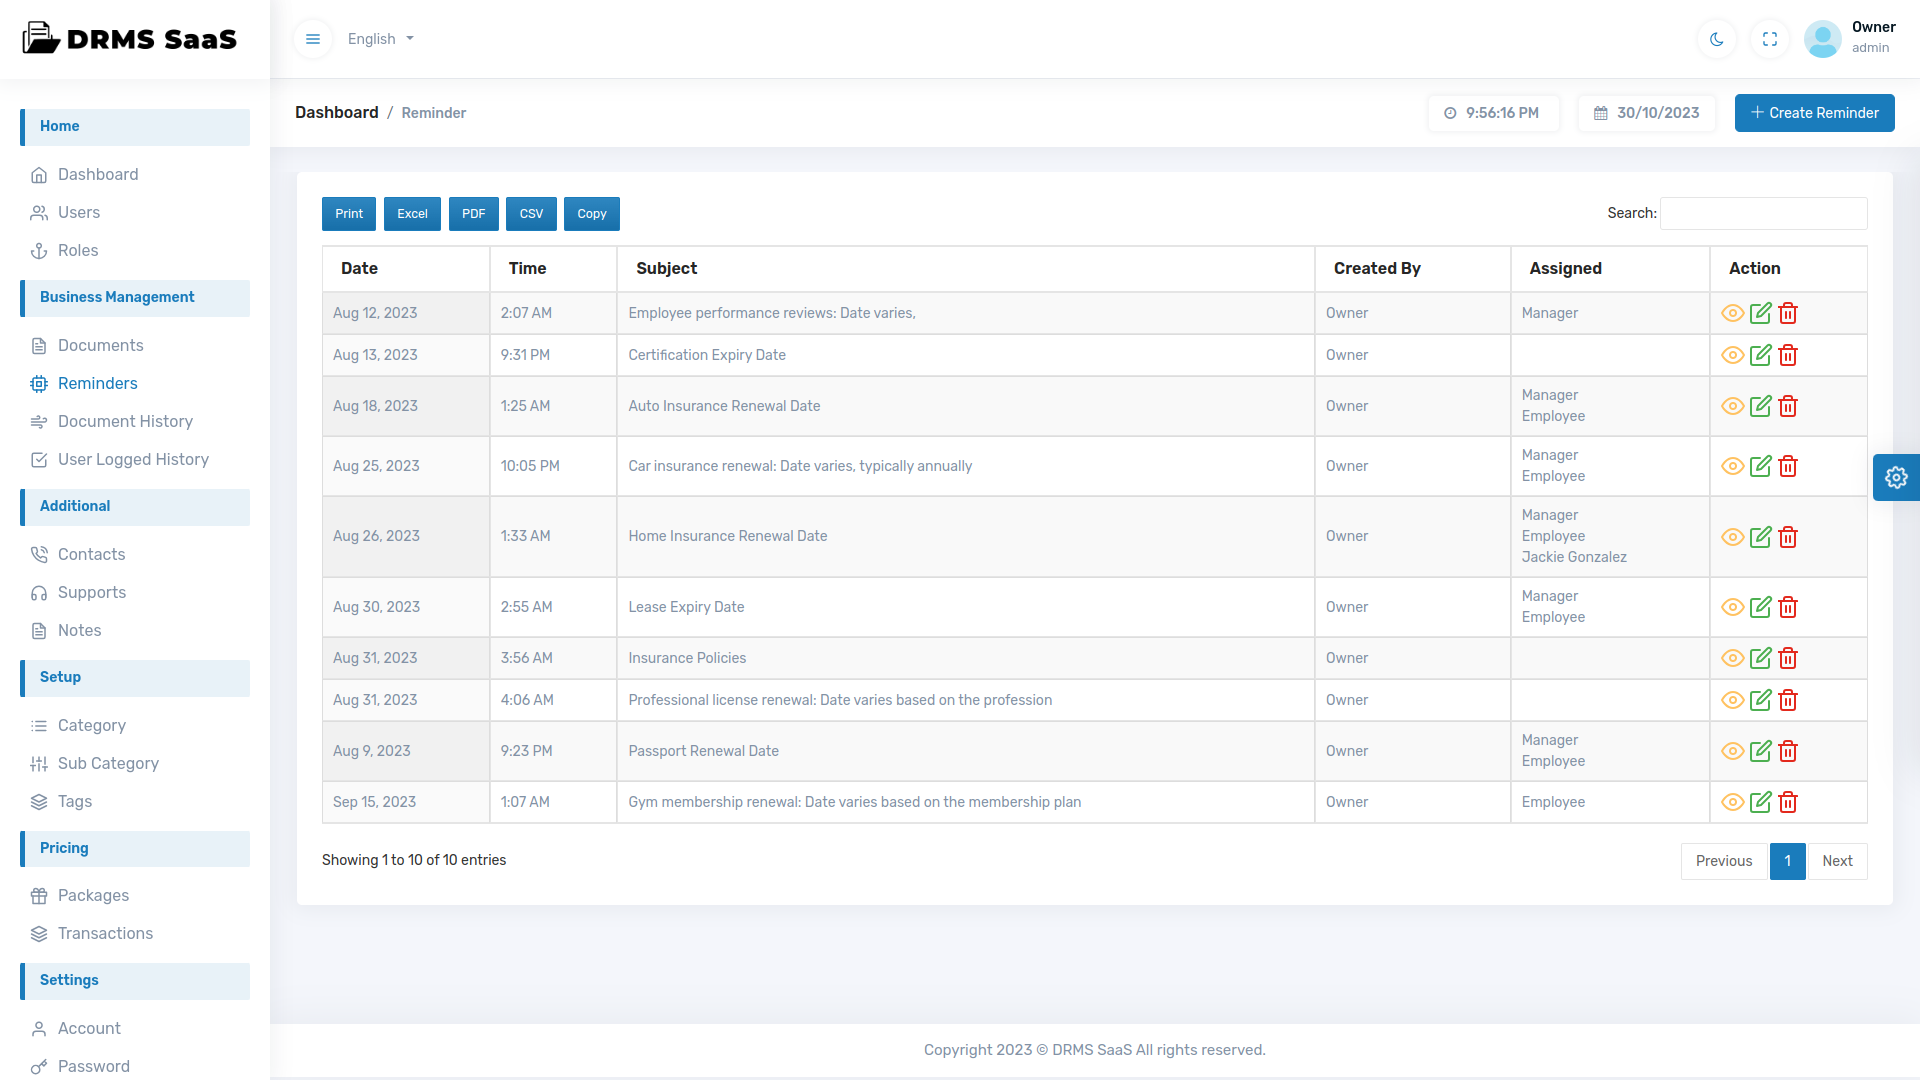 DRMS SaaS
English
Owner
admin
Home
Dashboard
Users
Roles
Business Management
Documents
Reminders
Document History
User Logged History
Additional
Contacts
Supports
Notes
Setup
Category
Sub Category
Tags
Pricing
Packages
Transactions
Settings
Account
Password
Dashboard / Reminder
9:56:16 PM
30/10/2023
Create Reminder
Print Excel PDF CSV Copy
Search:
Date Time Subject Created By Assigned Action
Aug 12, 2023 2:07 AM Employee performance reviews: Date varies, Owner Manager
Aug 13, 2023 9:31 PM Certification Expiry Date Owner
Aug 18, 2023 1:25 AM Auto Insurance Renewal Date Owner Manager
Employee
Aug 25, 2023 10:05 PM Car insurance renewal: Date varies, typically annually Owner Manager
Employee
Aug 26, 2023 1:33 AM Home Insurance Renewal Date Owner Manager
Employee
Jackie Gonzalez
Aug 30, 2023 2:55 AM Lease Expiry Date Owner Manager
Employee
Aug 31, 2023 3:56 AM Insurance Policies Owner
Aug 31, 2023 4:06 AM Professional license renewal: Date varies based on the profession Owner
Aug 9, 2023 9:23 PM Passport Renewal Date Owner Manager
Employee
Sep 15, 2023 1:07 AM Gym membership renewal: Date varies based on the membership plan Owner Employee
Showing 1 to 10 of 10 entries
Previous 1 Next
Copyright 2023 © DRMS SaaS All rights reserved.